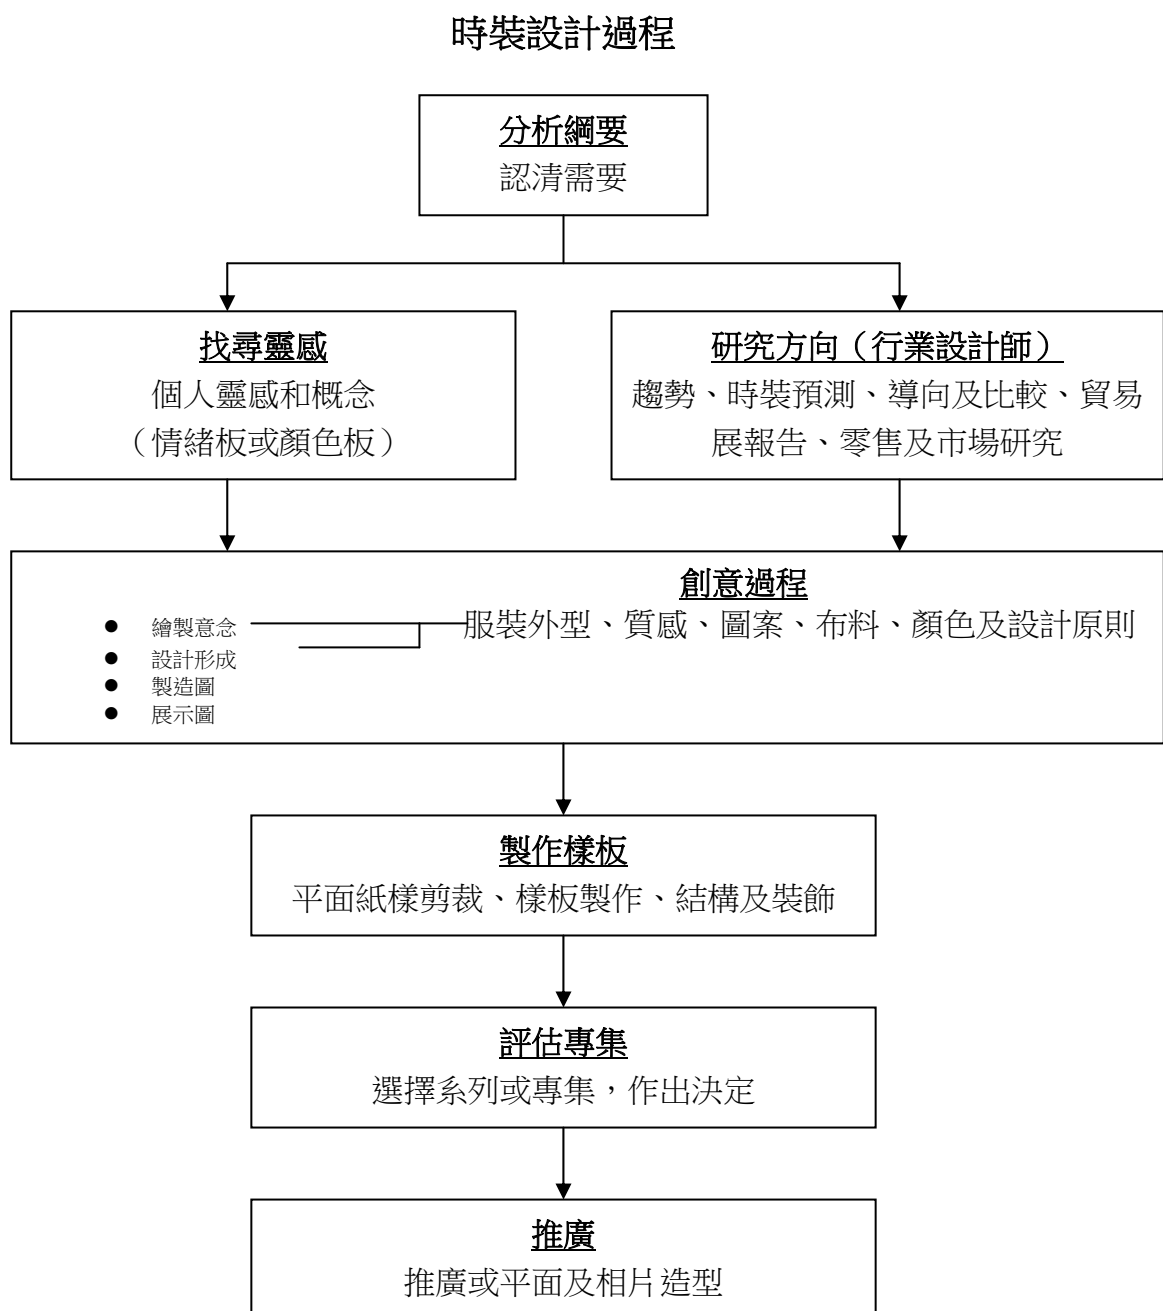 時裝設計過程
分析綱要
認清需要
找尋靈感
個人靈感和概念
（情緒板或顏色板）
研究方向（行業設計師）
趨勢、時裝預測、導向及比較、貿易
展報告、零售及市場研究
創意過程
● 繪製意念
服裝外型、質感、圖案、布料、顏色及設計原則
● 設計形成
● 製造圖
● 展示圖
製作樣板
平面紙樣剪裁、樣板製作、結構及裝飾
評估專集
選擇系列或專集，作出決定
推廣
推廣或平面及相片造型